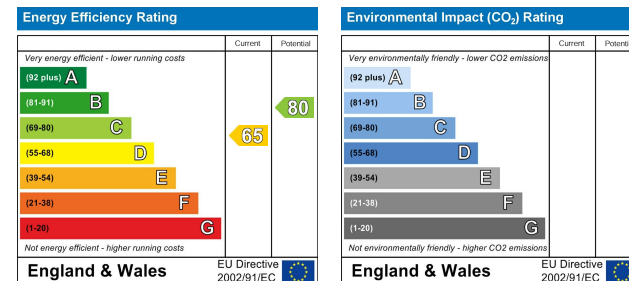 Energy Efficiency Rating
Current Potential
Very energy efficient - lower running costs
(92 plus) A
(81-91) B
(69-80) C
(55-68) D
(39-54) E
(21-38) F
(1-20) G
65
80
Not energy efficient - higher running costs
England & Wales
EU Directive
2002/91/EC
Environmental Impact (CO₂) Rating
Current Potential
Very environmentally friendly - lower CO2 emissions
(92 plus) A
(81-91) B
(69-80) C
(55-68) D
(39-54) E
(21-38) F
(1-20) G
Not environmentally friendly - higher CO2 emissions
England & Wales
EU Directive
2002/91/EC